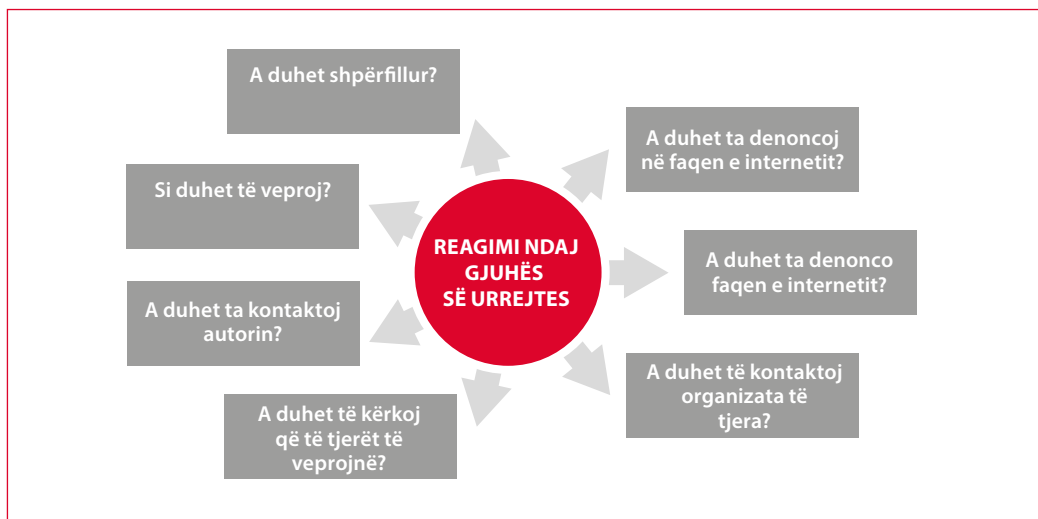 A duhet shpërfillur?
A duhet ta denoncoj
në faqen e internetit?
Si duhet të veproj?
REAGIMI NDAJ
GJUHËS
SË URREJTES
A duhet ta denonco
faqen e internetit?
A duhet ta kontaktoj
autorin?
A duhet të kontaktoj
organizata të
tjera?
A duhet të kërkoj
që të tjerët të
veprojnë?